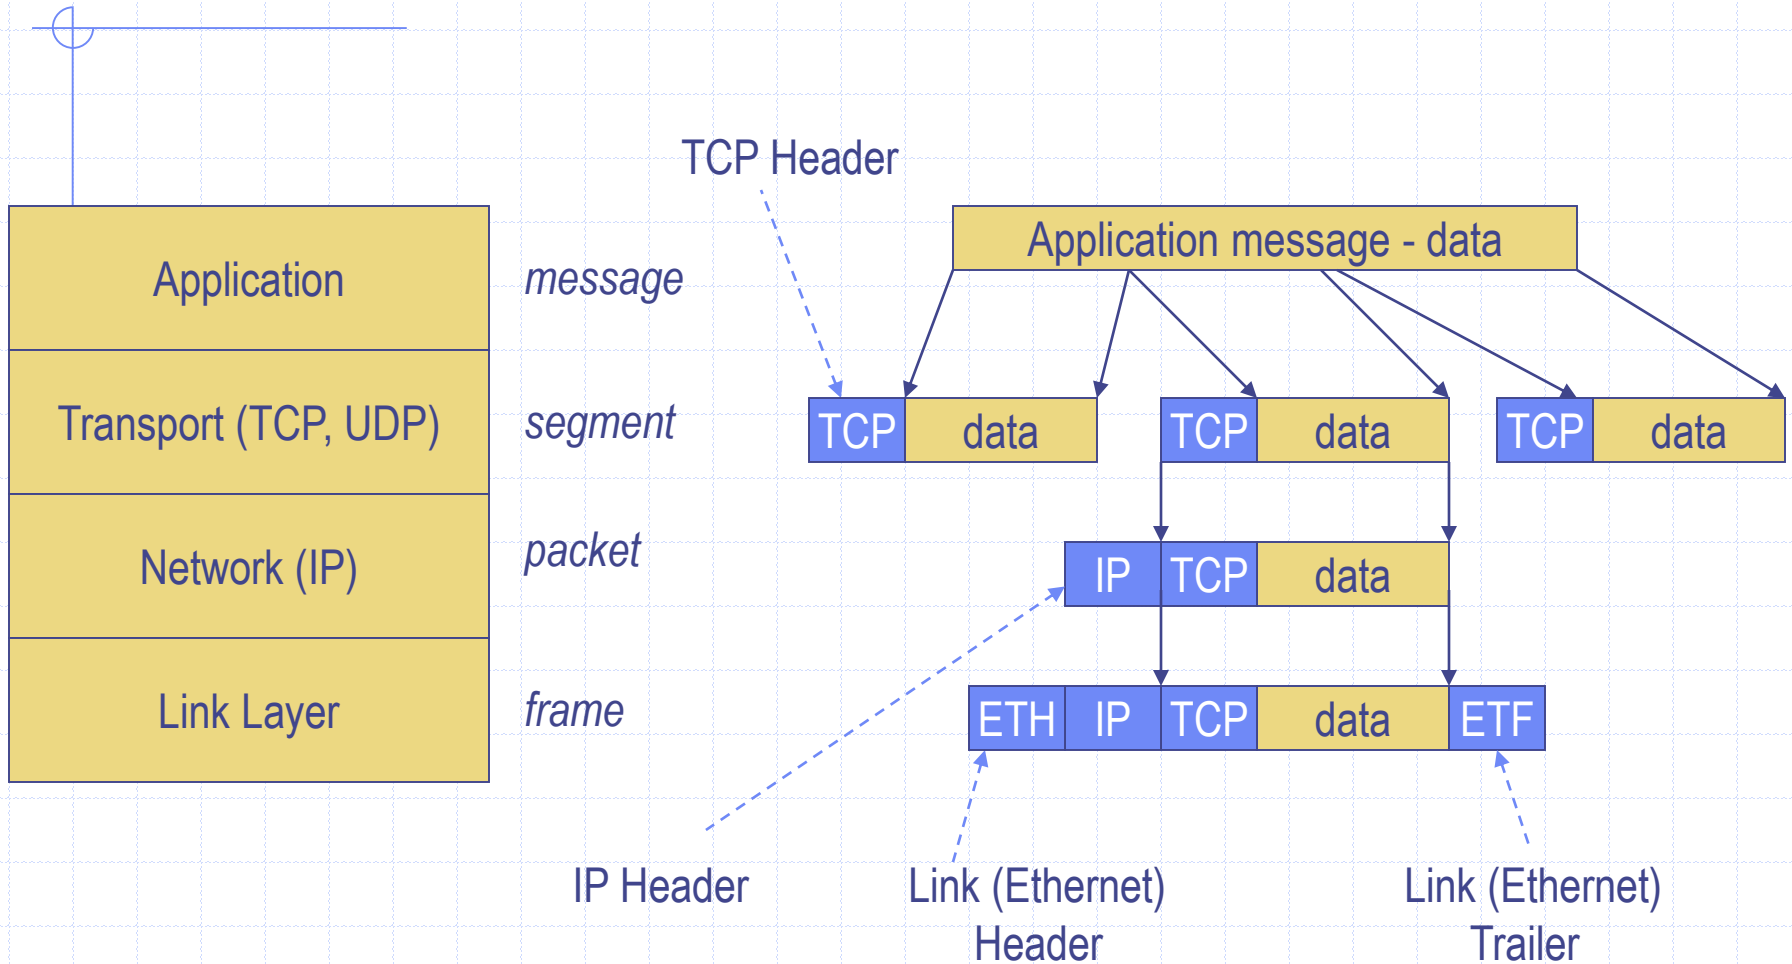 TCP Header
Application message - data
Application
message
Transport (TCP, UDP)
segment
TCP data TCP data TCP data
Network (IP)
packet
IP TCP data
Link Layer
frame
ETH IP TCP data ETF
IP Header
Link (Ethernet)
Header
Link (Ethernet)
Trailer